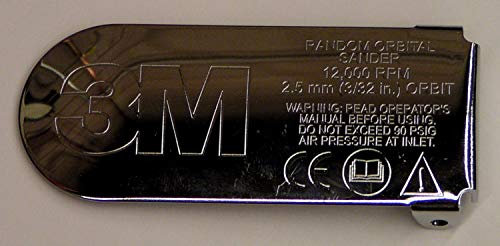 3M
RANDOM ORBITAL
SANDER
12,000 RPM
2.5 mm (3/32 in.) ORBIT
WARNING: READ OPERATOR'S
MANUAL BEFORE USING.
DO NOT EXCEED 90 PSIG
AIR PRESSURE AT INLET.
CE